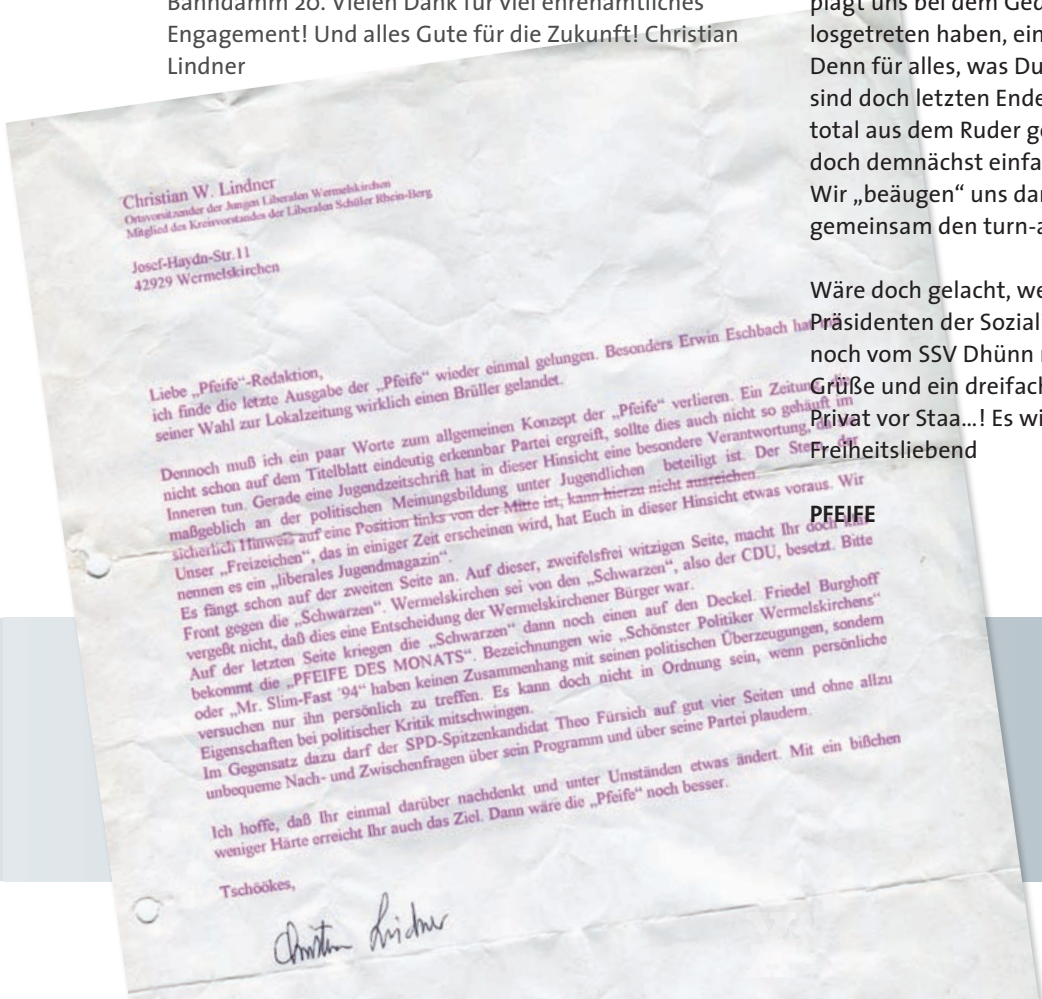 Bahndamm 20. Vielen Dank für viel ehrenamtliches
Engagement! Und alles Gute für die Zukunft! Christian
Lindner
Christian W. Lindner
Ortsvorsitzender der Jungen Liberalen Wermelskirchen
Mitglied des Kreisvorstandes der Liberalen Schüler Rhein-Berg
Josef-Haydn-Str.11
42929 Wermelskirchen
Liebe „Pfeife"-Redaktion,
ich finde die letzte Ausgabe der „Pfeife" wieder einmal gelungen. Besonders Erwin Eschbach hat mit
seiner Wahl zur Lokalzeitung wirklich einen Brüller gelandet.
Dennoch muß ich ein paar Worte zum allgemeinen Konzept der „Pfeife" verlieren. Ein Zeitung, die
nicht schon auf dem Titelblatt eindeutig erkennbar Partei ergreift, sollte dies auch nicht so gehäuft im
Inneren tun. Gerade eine Jugendzeitschrift hat in dieser Hinsicht eine besondere Verantwortung, da sie
maßgeblich an der politischen Meinungsbildung unter Jugendlichen beteiligt ist. Der der
sicherlich Hinweis auf eine Position links von der Mitte ist, kann hierzu nicht ausreichen.
Unser „Freizeichen", das in einiger Zeit erscheinen wird, hat Euch in dieser Hinsicht etwas voraus. Wir
nennen es ein „liberales Jugendmagazin".
Es fängt schon auf der zweiten Seite an. Auf dieser, zweifelsfrei witzigen Seite, macht Ihr doch klar
Front gegen die „Schwarzen". Wermelskirchen sei von den „Schwarzen", also der CDU, besetzt. Bitte
vergeßt nicht, daß dies eine Entscheidung der Wermelskirchener Bürger war.
Auf der letzten Seite kriegen die „Schwarzen" dann noch einen auf den Deckel. Friedel Burghoff
bekommt die „PFEIFE DES MONATS". Bezeichnungen wie „Schönster Politiker Wermelskirchens"
oder „Mr. Slim-Fast '94" haben keinen Zusammenhang mit seinen politischen Überzeugungen, sondern
versuchen nur ihn persönlich zu treffen. Es kann doch nicht in Ordnung sein, wenn persönliche
Eigenschaften bei politischer Kritik mitschwingen.
Im Gegensatz dazu darf der SPD-Spitzenkandidat Theo Fürsich auf gut vier Seiten und ohne allzu
unbequeme Nach- und Zwischenfragen über sein Programm und über seine Partei plaudern.
Ich hoffe, daß Ihr einmal darüber nachdenkt und unter Umständen etwas ändert. Mit ein bißchen
weniger Härte erreicht Ihr auch das Ziel. Dann wäre die „Pfeife" noch besser.
Tschöökes,
Christian Lindner
plagt uns bei dem Ged
losgetreten haben, ein
Denn für alles, was Du
sind doch letzten Ende
total aus dem Ruder ge
doch demnächst einfa
Wir „beäugen" uns dar
gemeinsam den turn-a
Wäre doch gelacht, we
Präsidenten der Sozial
noch vom SSV Dhünn
Grüße und ein dreifach
Privat vor Staa...! Es wi
Freiheitsliebend
PFEIFE